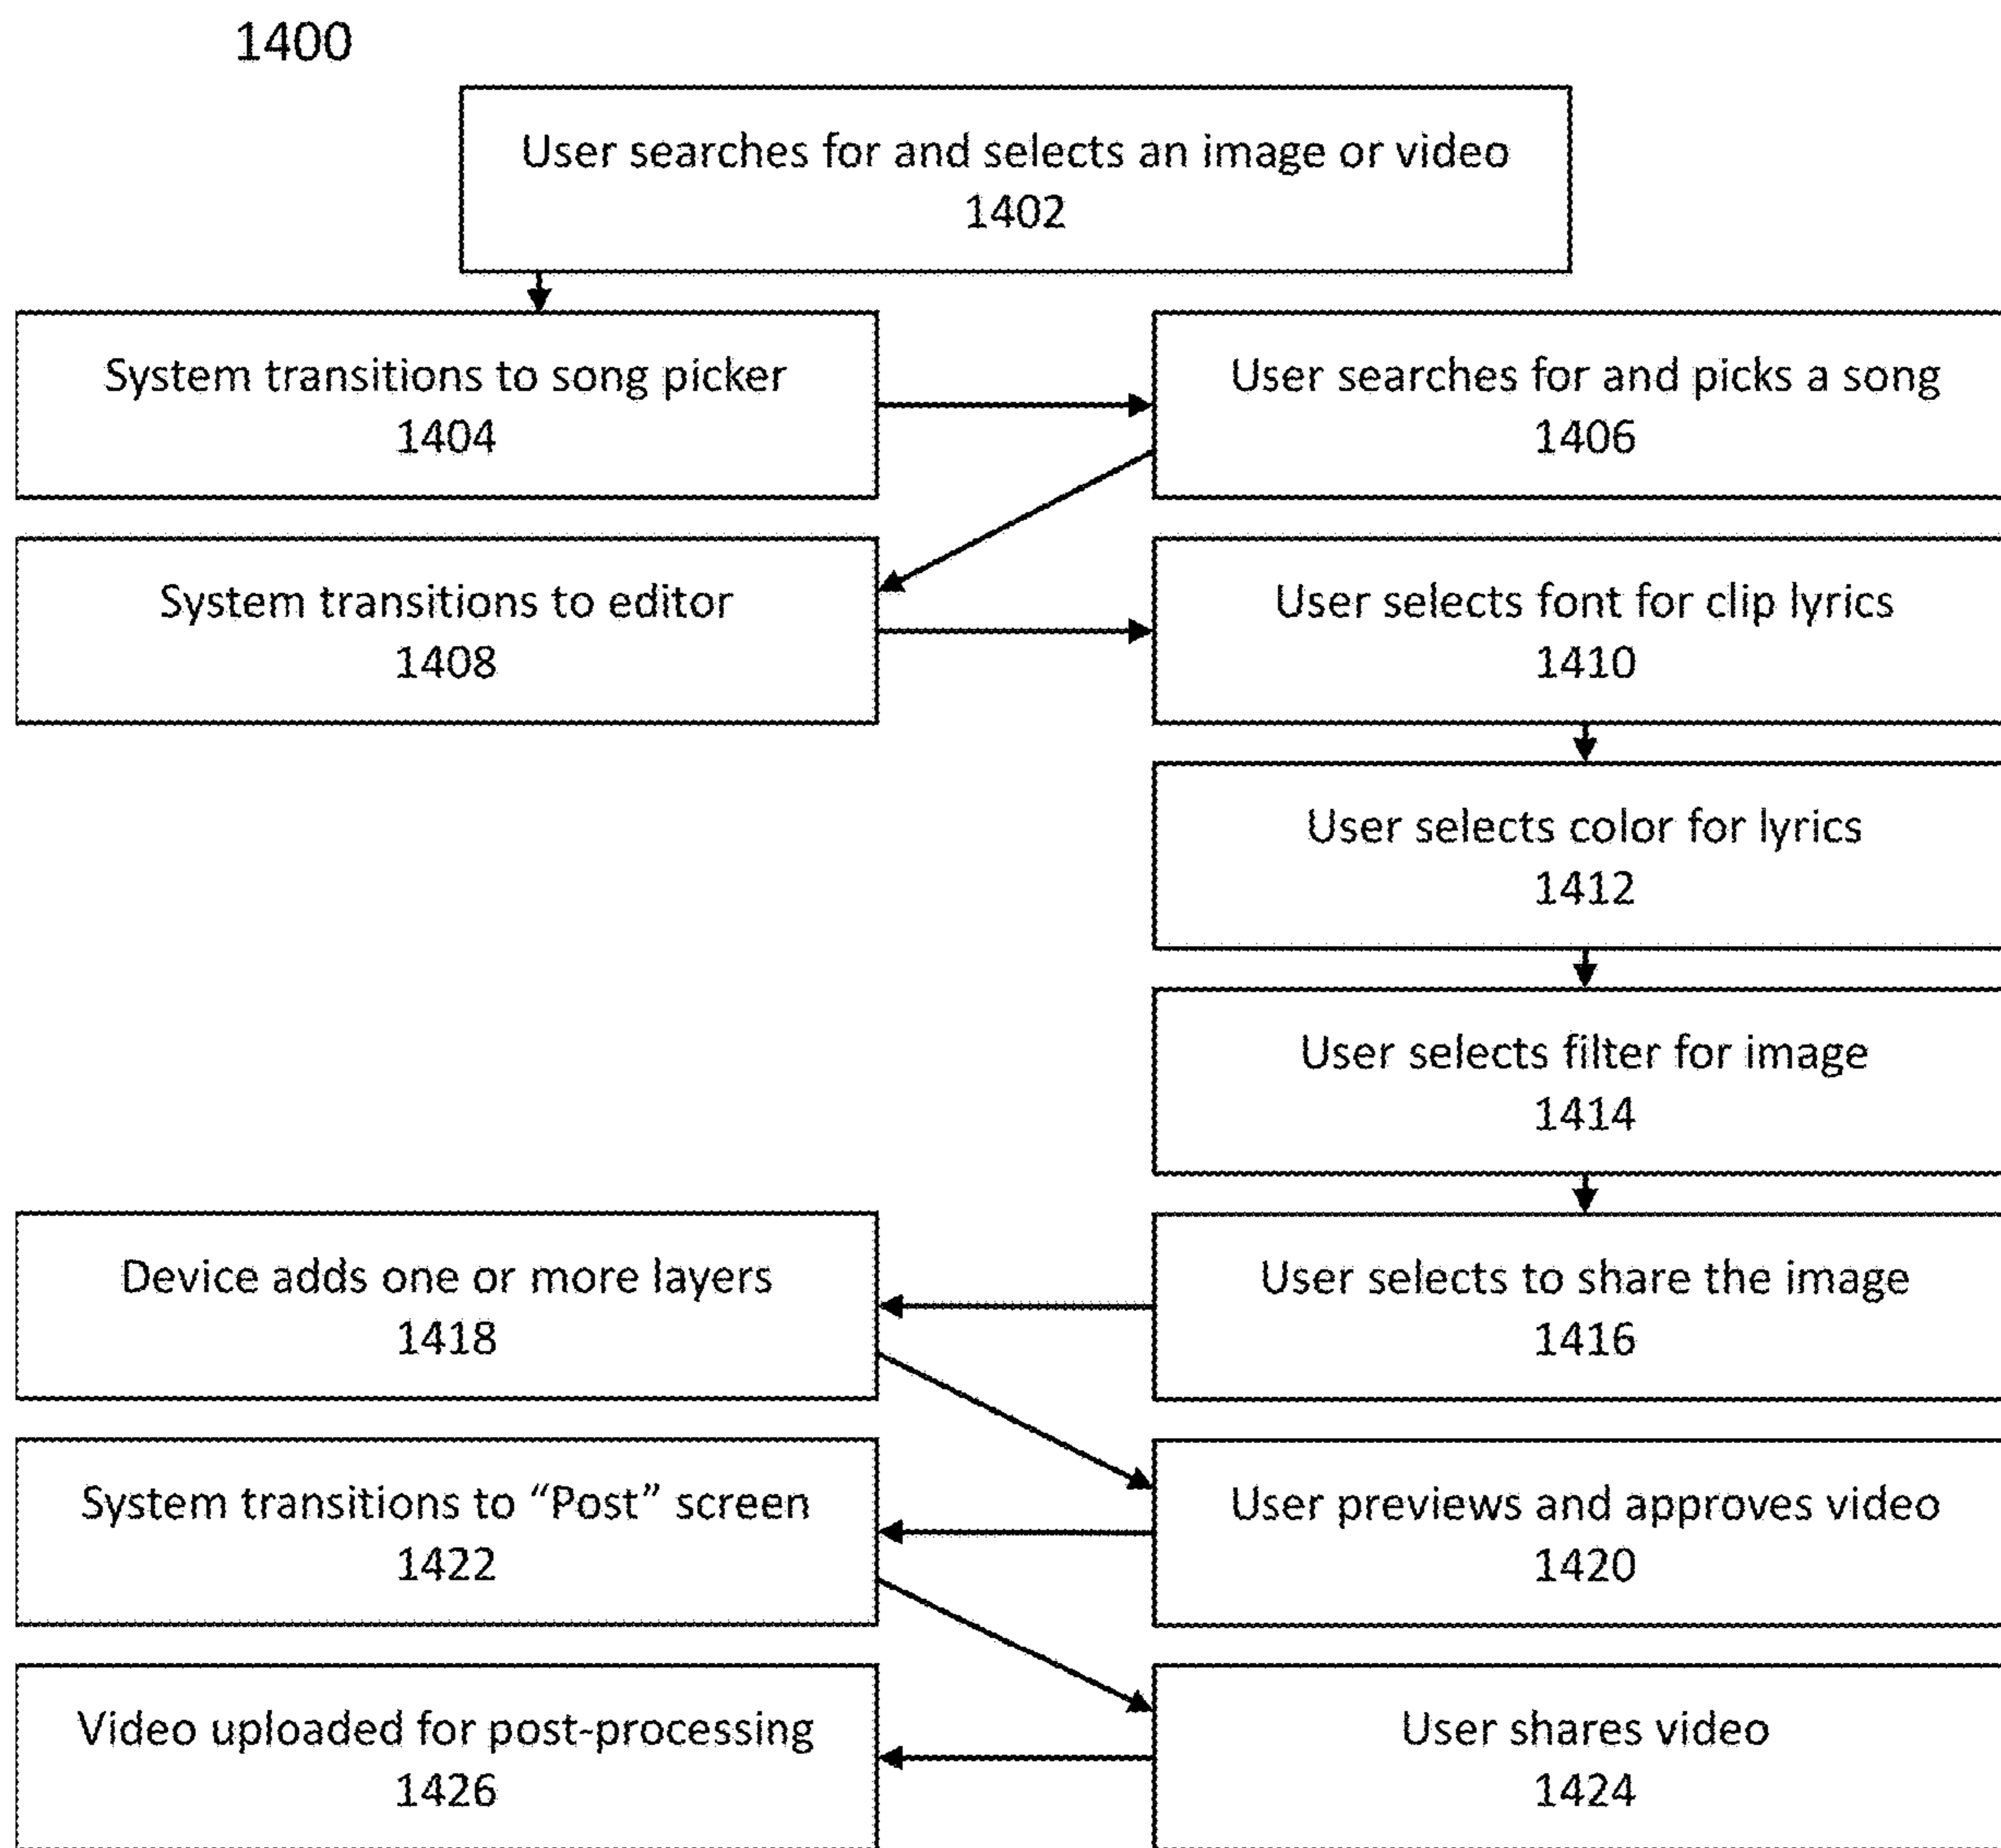 1400
User searches for and selects an image or video
1402
System transitions to song picker
1404
User searches for and picks a song
1406
System transitions to editor
1408
User selects font for clip lyrics
1410
User selects color for lyrics
1412
User selects filter for image
1414
User selects to share the image
1416
Device adds one or more layers
1418
User previews and approves video
1420
System transitions to “Post” screen
1422
User shares video
1424
Video uploaded for post-processing
1426